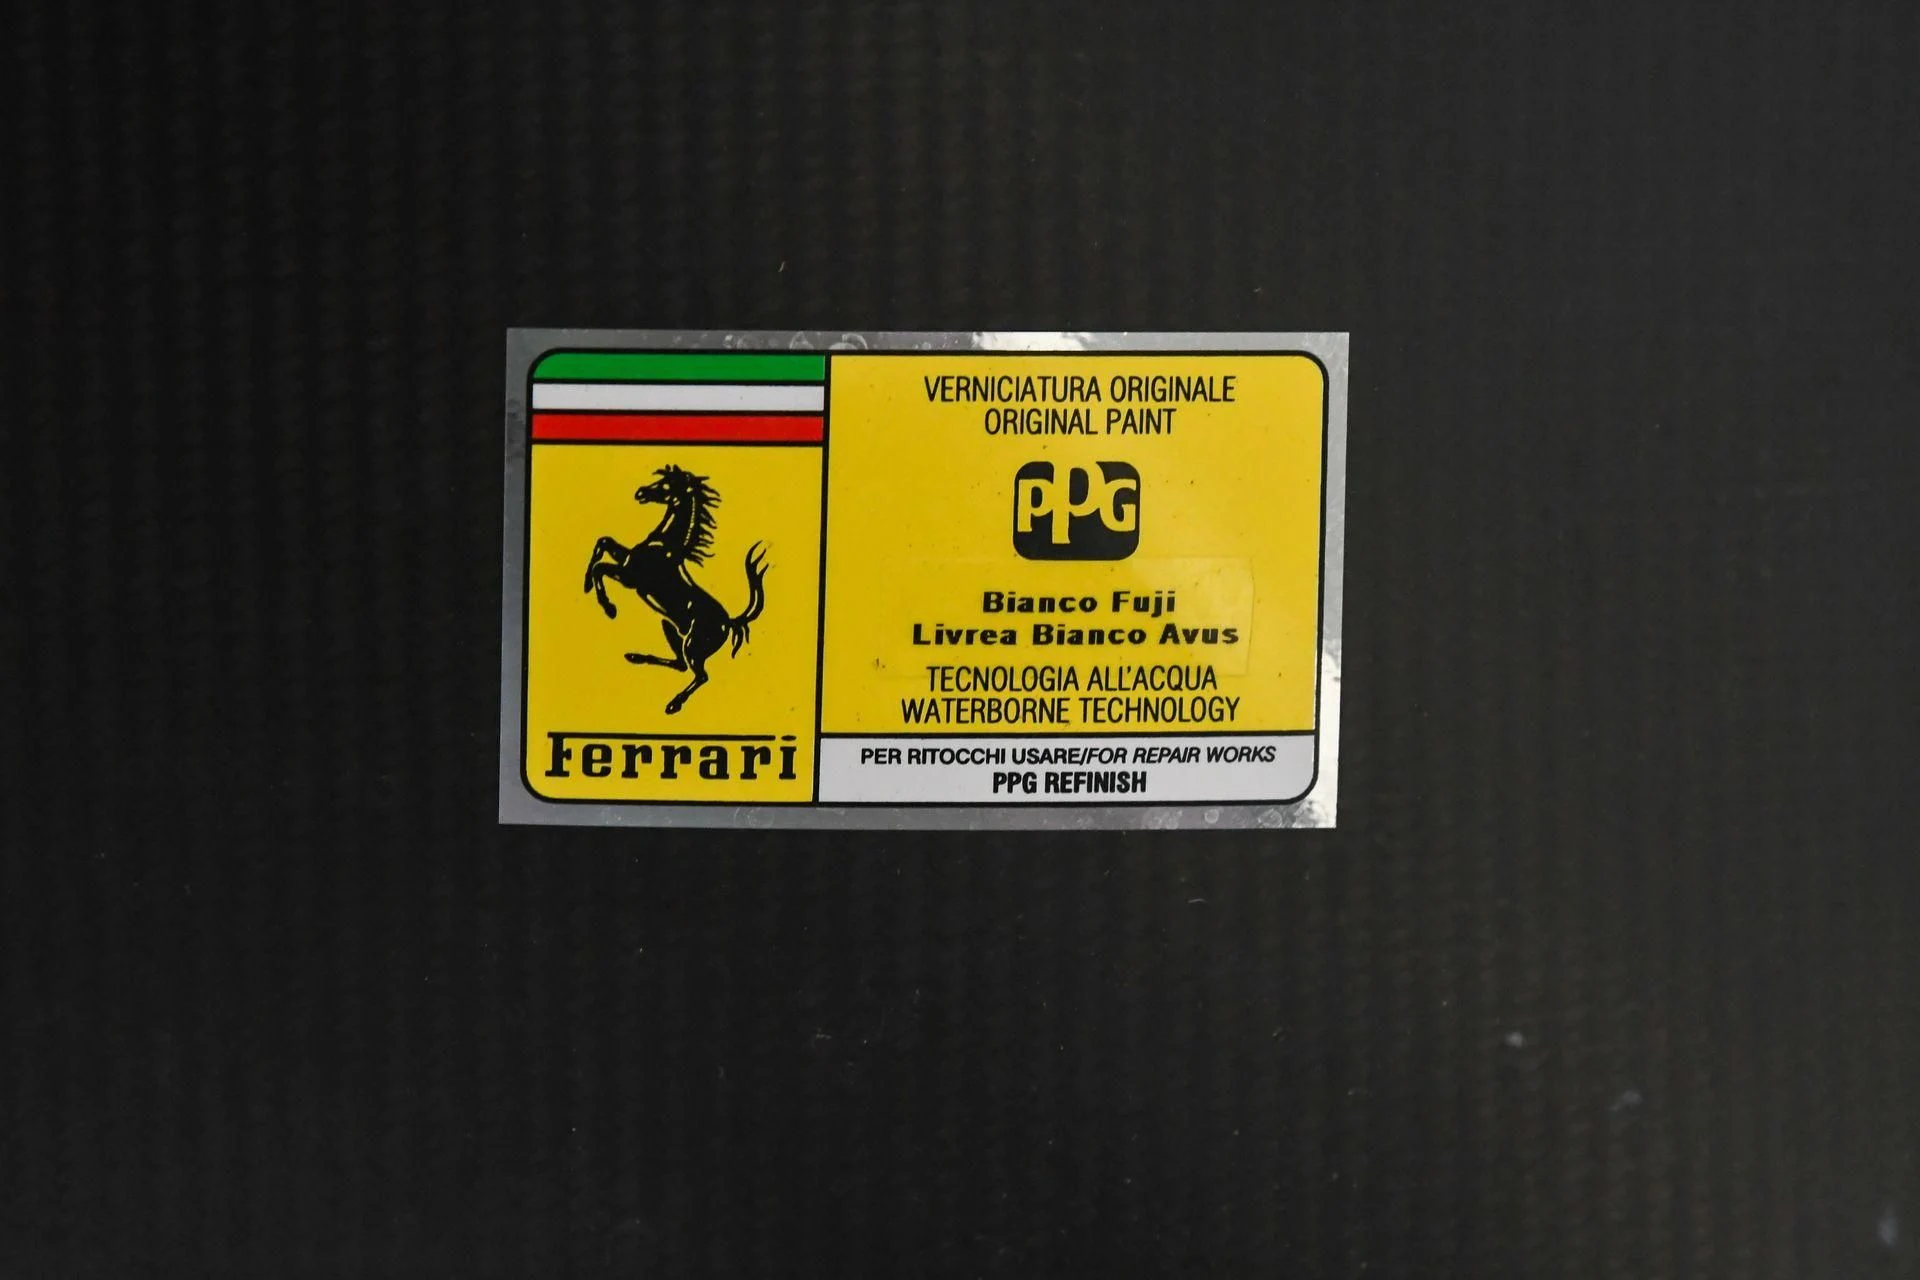 Ferrari
VERNICIATURA ORIGINALE
ORIGINAL PAINT
PPG
Bianco Fuji
Livrea Bianco Avus
TECNOLOGIA ALL'ACQUA
WATERBORNE TECHNOLOGY
PER RITOCCHI USARE/FOR REPAIR WORKS
PPG REFINISH